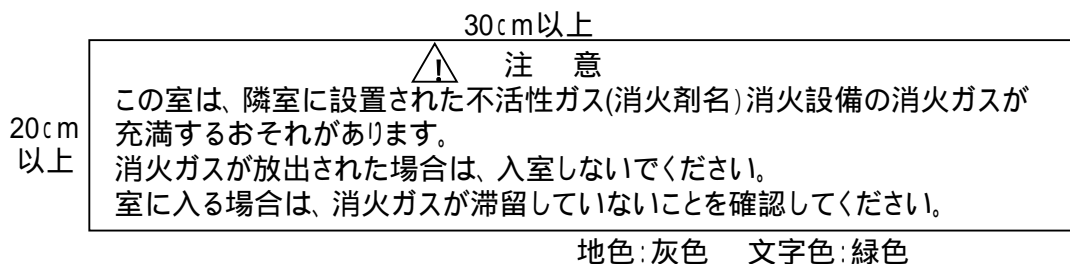 30cm以上
⚠ 注 意
この室は、隣室に設置された不活性ガス(消火剤名)消火設備の消火ガスが
充満するおそれがあります。
20cm
以上
消火ガスが放出された場合は、入室しないでください。
室に入る場合は、消火ガスが滞留していないことを確認してください。
地色:灰色 文字色:緑色